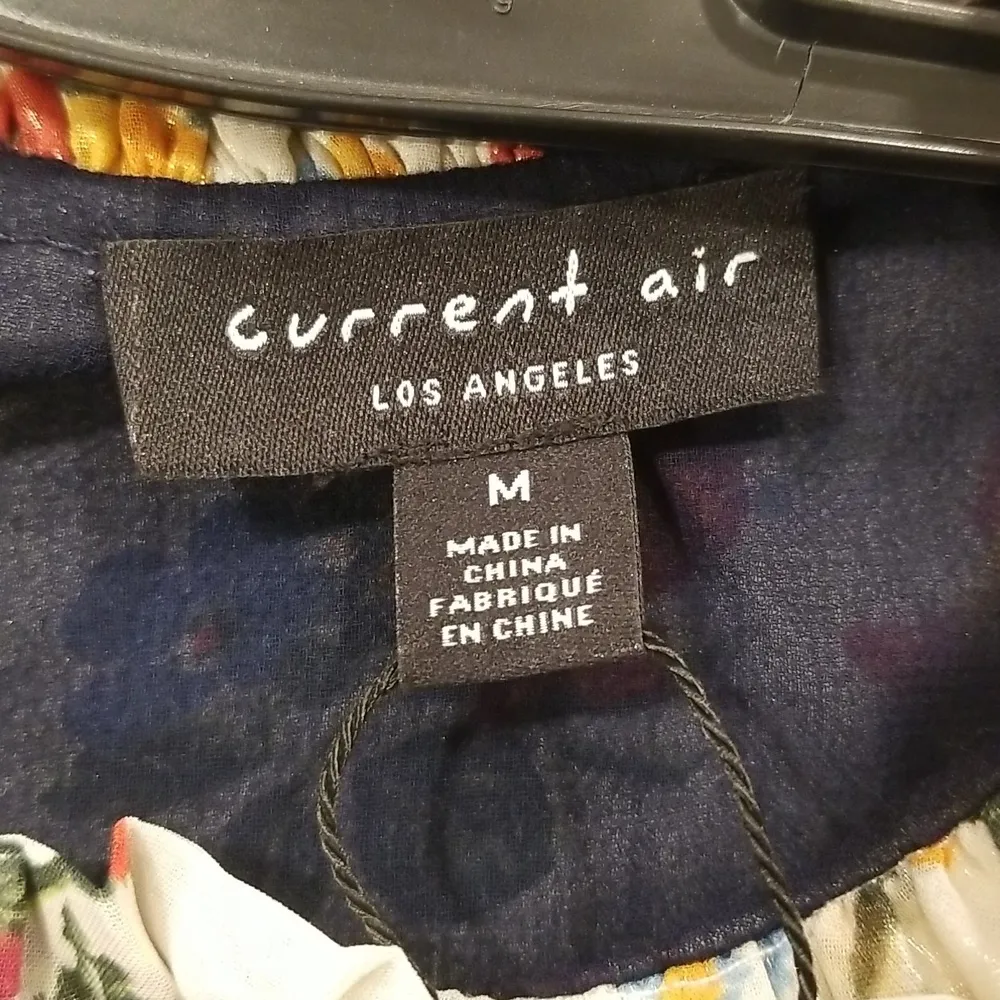 current air
LOS ANGELES
M
MADE IN
CHINA
FABRIQUÉ
EN CHINE